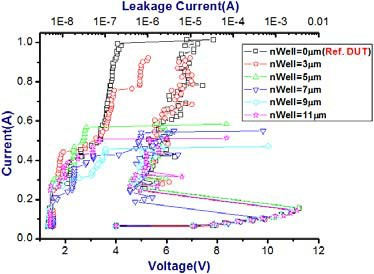 Leakage Current(A)
1E-8 1E-7 1E-6 1E-5 1E-4 1E-3 0.01
1.0
0.8
0.6
0.4
0.2
0.0
Current(A)
nWell=0μm(Ref. DUT)
nWell=3μm
nWell=5μm
nWell=7μm
nWell=9μm
nWell=11μm
2 4 6 8 10 12
Voltage(V)